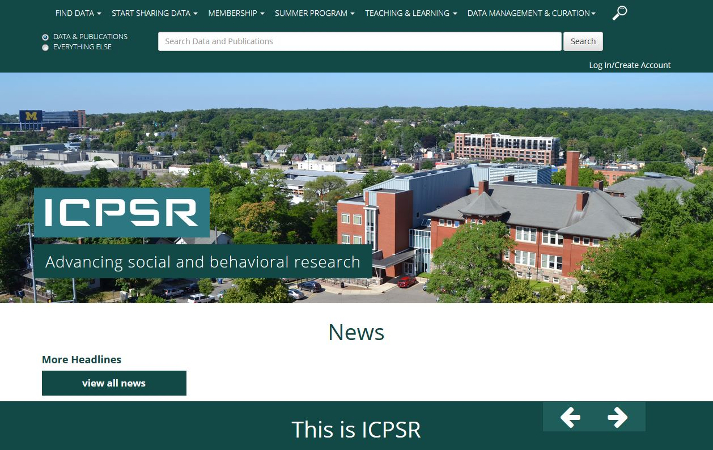 FIND DATA START SHARING DATA MEMBERSHIP SUMMER PROGRAM TEACHING & LEARNING DATA MANAGEMENT & CURATION
DATA & PUBLICATIONS
EVERYTHING ELSE
Search Data and Publications
Search
Log In/Create Account
M
ICPSR
Advancing social and behavioral research
News
More Headlines
view all news
This is ICPSR